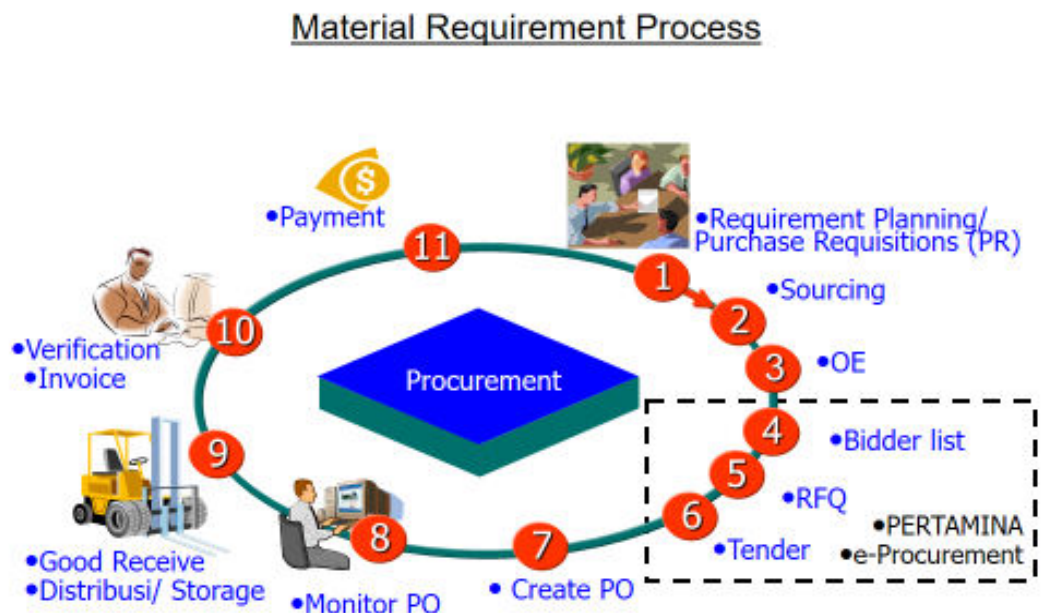 Material Requirement Process
•Payment
•Requirement Planning/
Purchase Requisitions (PR)
11
1
•Sourcing
2
10
•Verification
•Invoice
Procurement
3
•OE
4
•Bidder list
9
5
•RFQ
6
•PERTAMINA
•e-Procurement
•Tender
8
7
•Good Receive
•Distribusi/ Storage
•Monitor PO
• Create PO
$